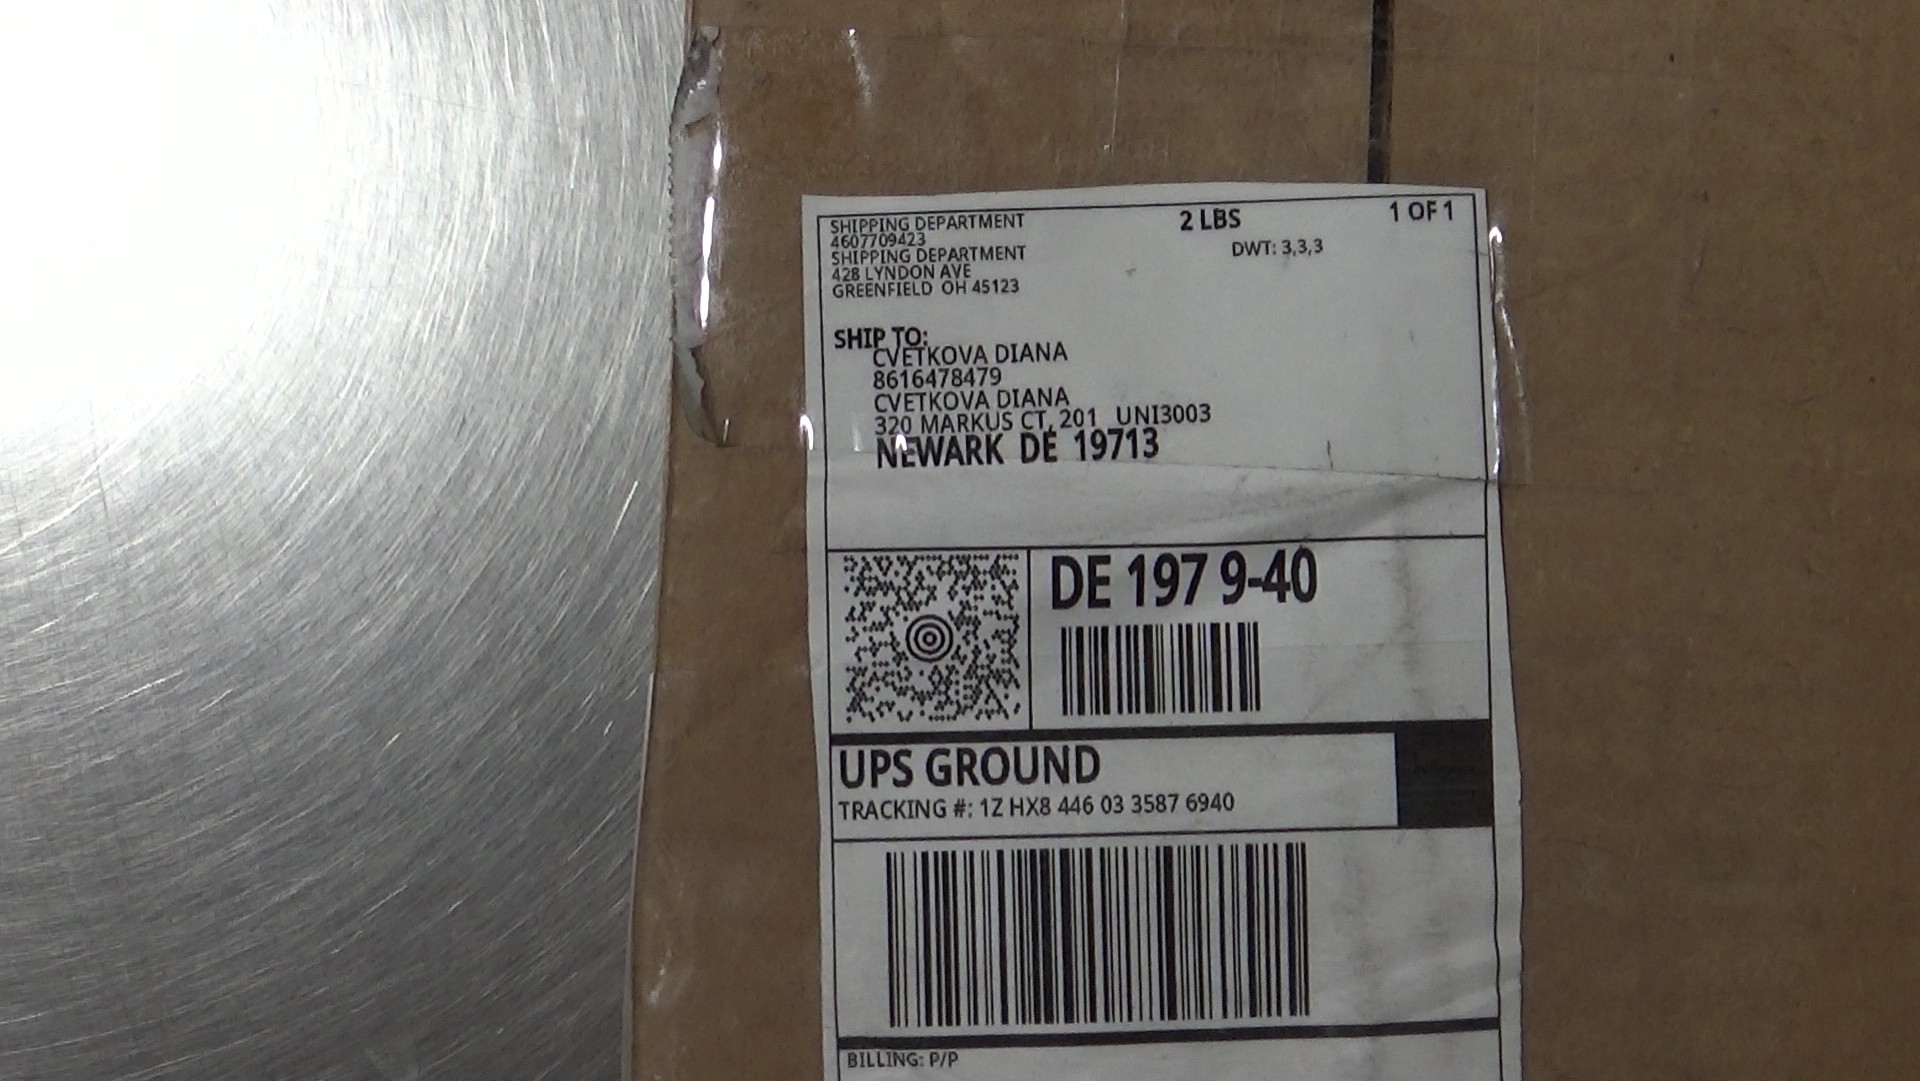 SHIPPING DEPARTMENT
4607709423
SHIPPING DEPARTMENT
428 LYNDON AVE
GREENFIELD OH 45123
2 LBS
1 OF 1
DWT: 3,3,3
SHIP TO:
CVETKOVA DIANA
8616478479
CVETKOVA DIANA
320 MARKUS CT, 201 UNI3003
NEWARK DE 19713
DE 197 9-40
UPS GROUND
TRACKING #: 1Z HX8 446 03 3587 6940
BILLING: P/P